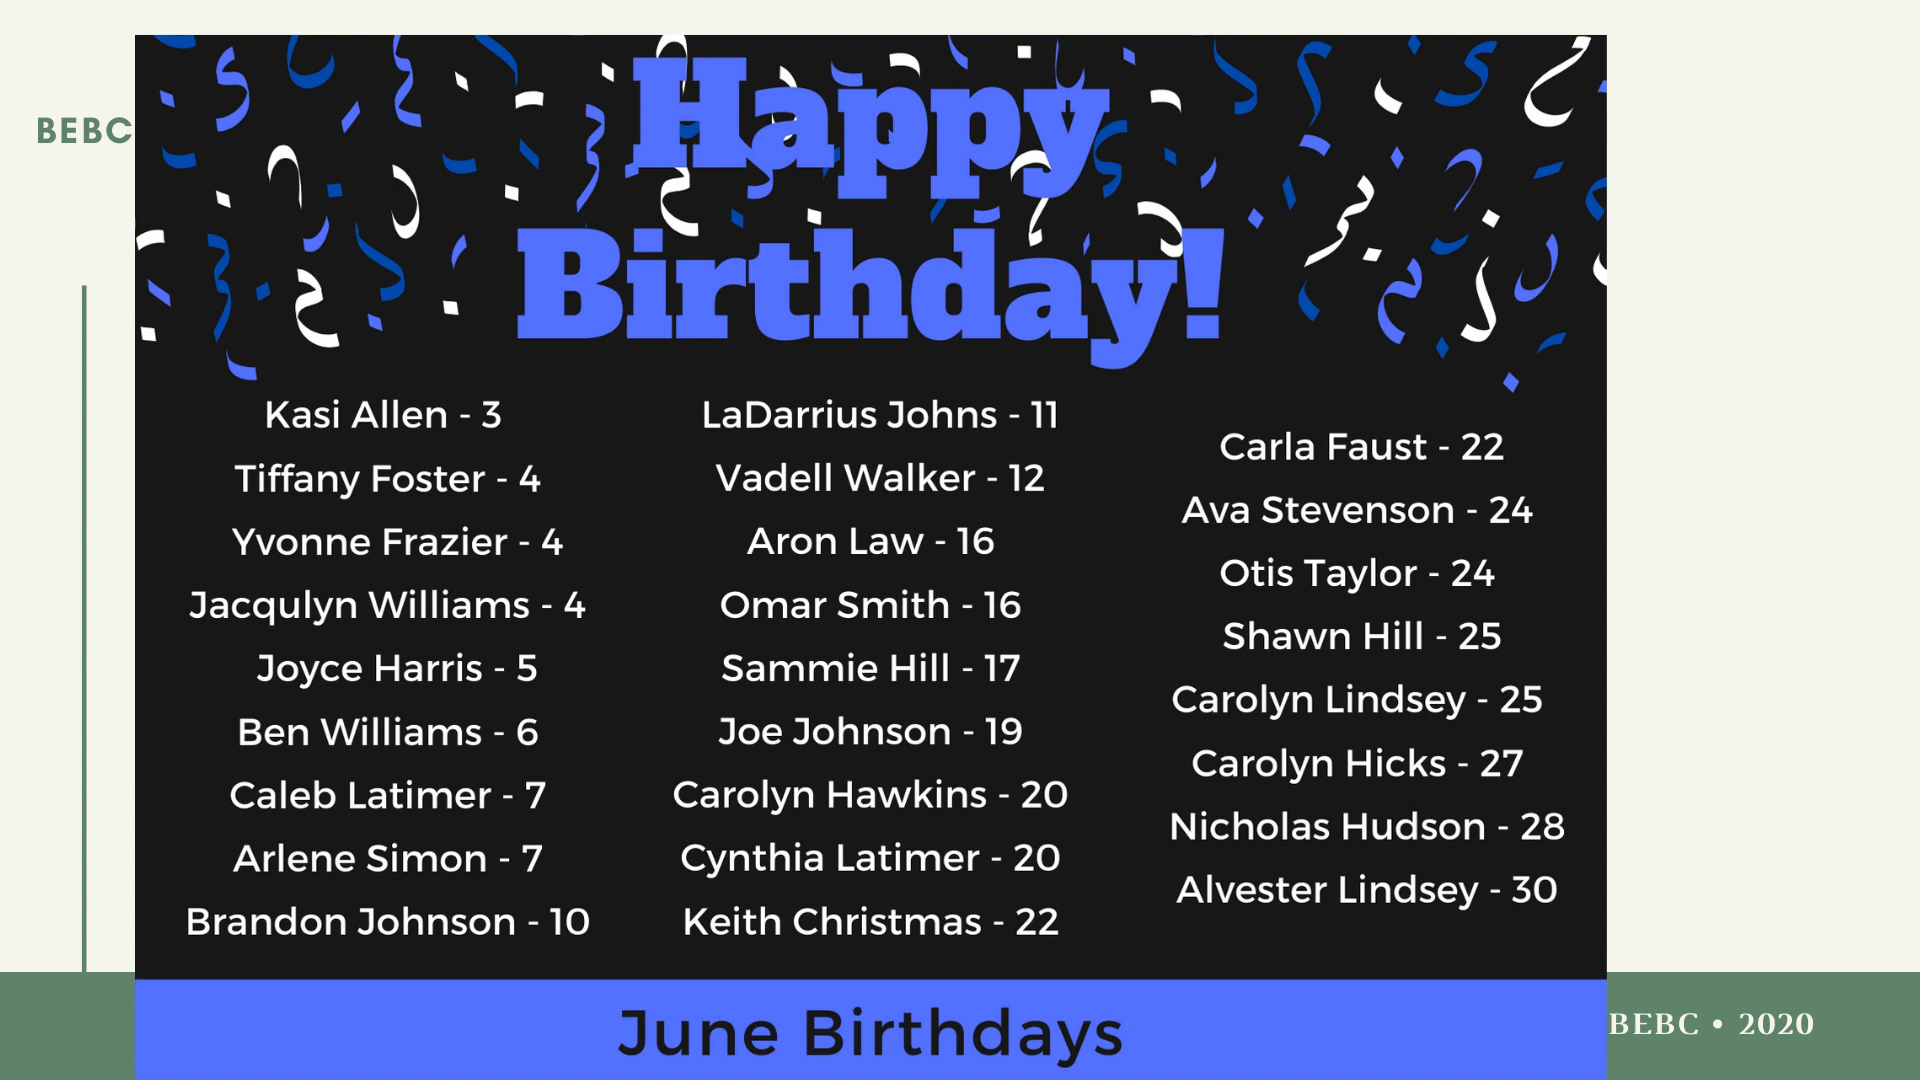 BEBC
Happy
Birthday!
Kasi Allen - 3
Tiffany Foster - 4
Yvonne Frazier - 4
Jacqulyn Williams - 4
Joyce Harris - 5
Ben Williams - 6
Caleb Latimer - 7
Arlene Simon - 7
Brandon Johnson - 10
LaDarrius Johns - 11
Vadell Walker - 12
Aron Law - 16
Omar Smith - 16
Sammie Hill - 17
Joe Johnson - 19
Carolyn Hawkins - 20
Cynthia Latimer - 20
Keith Christmas - 22
Carla Faust - 22
Ava Stevenson - 24
Otis Taylor - 24
Shawn Hill - 25
Carolyn Lindsey - 25
Carolyn Hicks - 27
Nicholas Hudson - 28
Alvester Lindsey - 30
June Birthdays
BEBC • 2020